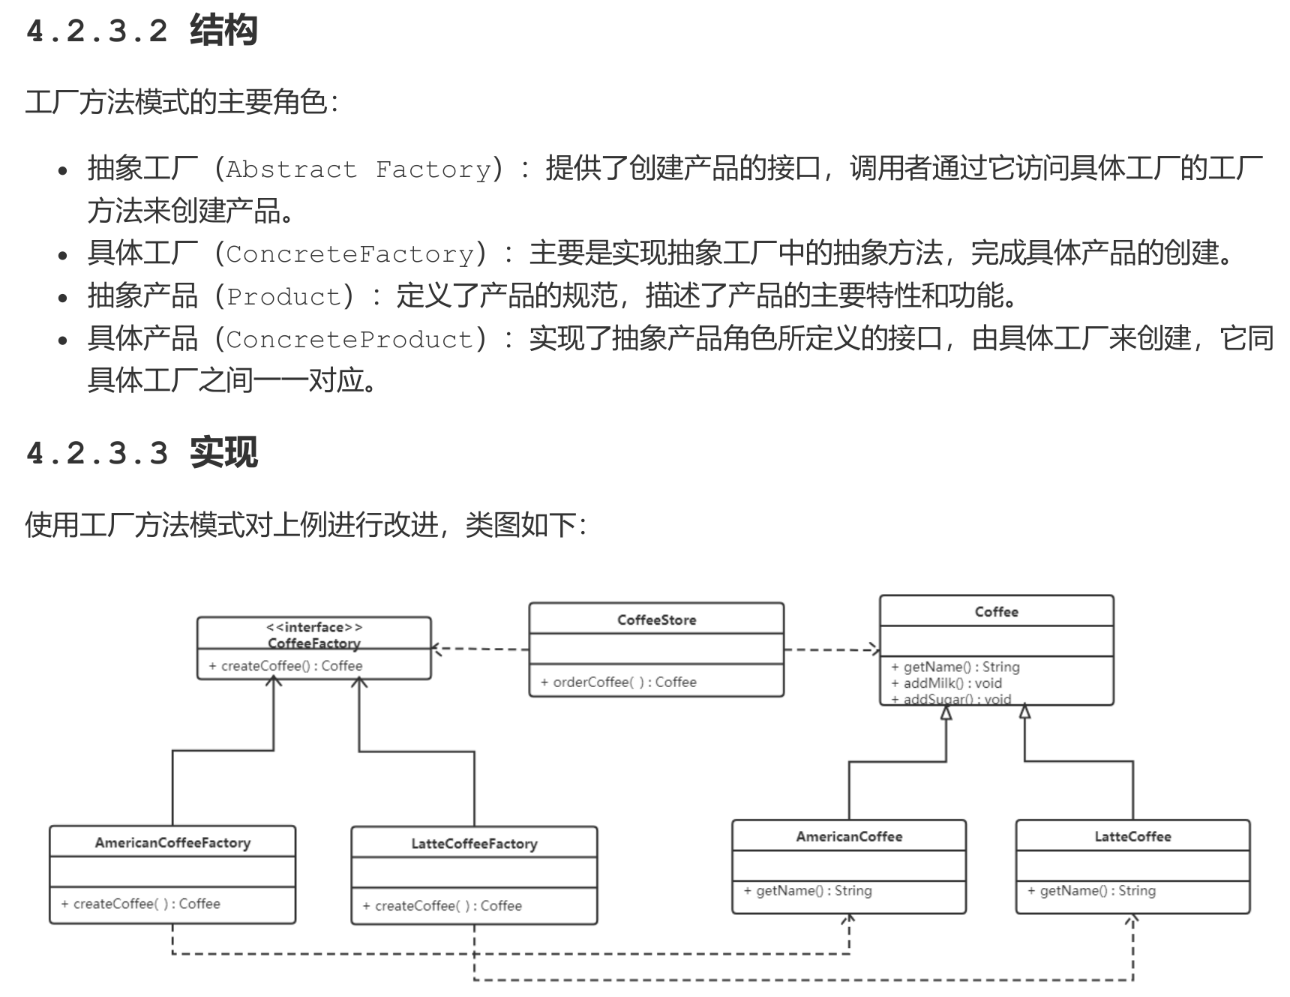 4.2.3.2 结构
工厂方法模式的主要角色：
• 抽象工厂（Abstract Factory）：提供了创建产品的接口，调用者通过它访问具体工厂的工厂
方法来创建产品。
• 具体工厂（ConcreteFactory）：主要是实现抽象工厂中的抽象方法，完成具体产品的创建。
• 抽象产品（Product）：定义了产品的规范，描述了产品的主要特性和功能。
• 具体产品（ConcreteProduct）：实现了抽象产品角色所定义的接口，由具体工厂来创建，它同
具体工厂之间一一对应。
4.2.3.3 实现
使用工厂方法模式对上例进行改进，类图如下：
<<interface>>
CoffeeFactory
+ createCoffee() : Coffee
CoffeeStore
+ orderCoffee( ) : Coffee
Coffee
+ getName() : String
+ addMilk() : void
+ addSugar() : void
AmericanCoffeeFactory
+ createCoffee( ) : Coffee
LatteCoffeeFactory
+ createCoffee( ) : Coffee
AmericanCoffee
+ getName() : String
LatteCoffee
+ getName() : String